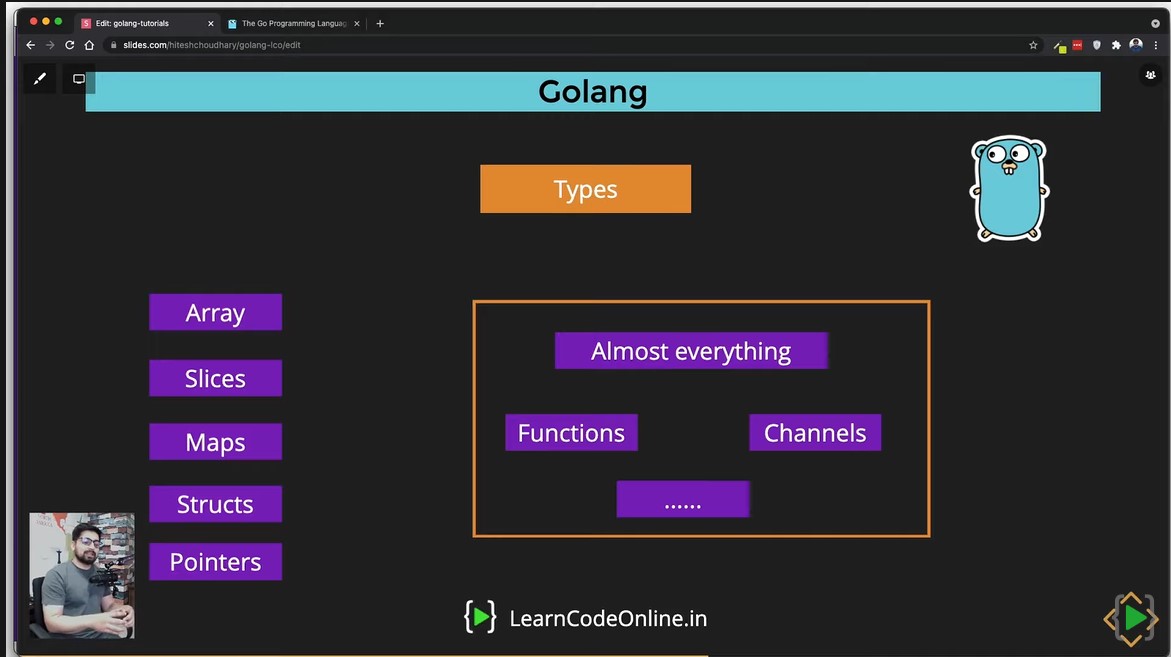 Edit: golang-tutorials
The Go Programming Languag
slides.com/hiteshchoudhary/golang-lco/edit
Golang
Types
Array
Slices
Maps
Structs
Pointers
Almost everything
Functions
Channels
......
LearnCodeOnline.in